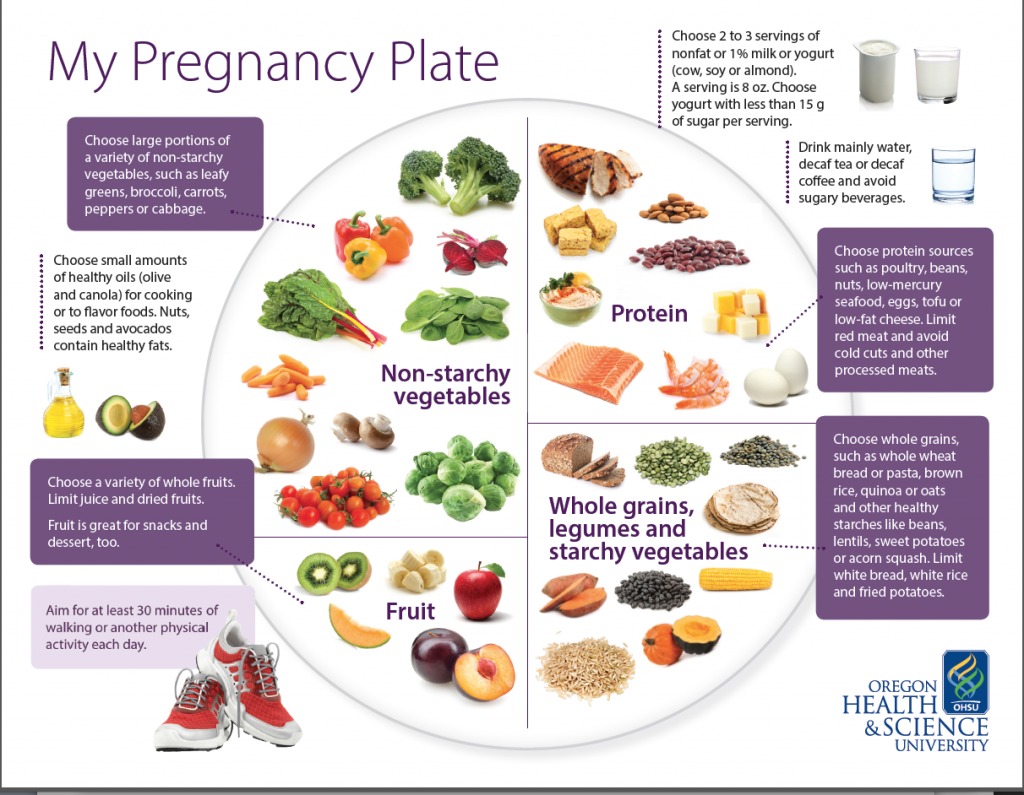 My Pregnancy Plate
Choose 2 to 3 servings of
nonfat or 1% milk or yogurt
(cow, soy or almond).
A serving is 8 oz. Choose
yogurt with less than 15 g
of sugar per serving.
Drink mainly water,
decaf tea or decaf
coffee and avoid
sugary beverages.
Choose large portions of
a variety of non-starchy
vegetables, such as leafy
greens, broccoli, carrots,
peppers or cabbage.
Choose small amounts
of healthy oils (olive
and canola) for cooking
or to flavor foods. Nuts,
seeds and avocados
contain healthy fats.
Non-starchy
vegetables
Protein
Choose protein sources
such as poultry, beans,
nuts, low-mercury
seafood, eggs, tofu or
low-fat cheese. Limit
red meat and avoid
cold cuts and other
processed meats.
Choose a variety of whole fruits.
Limit juice and dried fruits.
Fruit is great for snacks and
dessert, too.
Fruit
Whole grains,
legumes and
starchy vegetables
Choose whole grains,
such as whole wheat
bread or pasta, brown
rice, quinoa or oats
and other healthy
starches like beans,
lentils, sweet potatoes
or acorn squash. Limit
white bread, white rice
and fried potatoes.
Aim for at least 30 minutes of
walking or another physical
activity each day.
OHSU
OREGON
HEALTH
&SCIENCE
UNIVERSITY